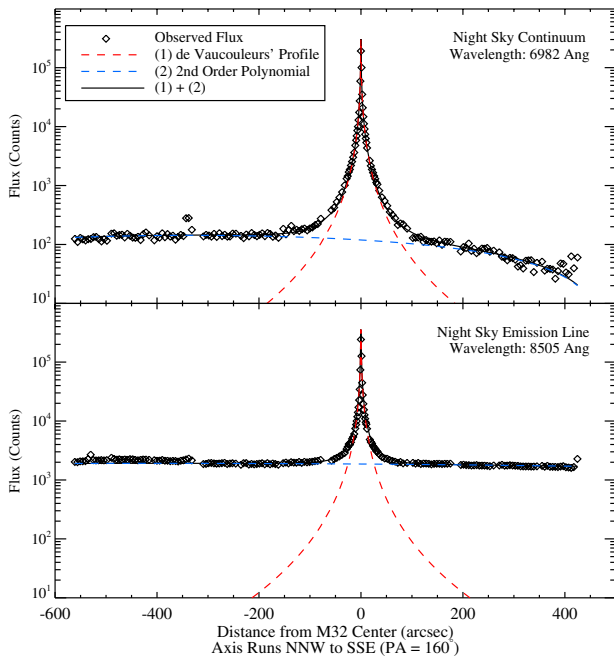 Observed Flux
(1) de Vaucouleurs' Profile
(2) 2nd Order Polynomial
(1) + (2)
Night Sky Continuum
Wavelength: 6982 Ang
Flux (Counts)
10^5
10^4
10^3
10^2
10^1
Night Sky Emission Line
Wavelength: 8505 Ang
Flux (Counts)
10^5
10^4
10^3
10^2
10^1
-600 -400 -200 0 200 400
Distance from M32 Center (arcsec)
Axis Runs NNW to SSE (PA = 160°)